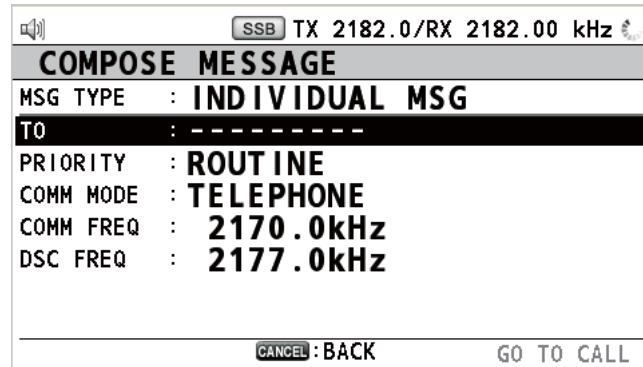 SSB TX 2182.0/RX 2182.00 kHz
COMPOSE MESSAGE
MSG TYPE : INDIVIDUAL MSG
TO : ---------
PRIORITY : ROUTINE
COMM MODE : TELEPHONE
COMM FREQ : 2170.0kHz
DSC FREQ : 2177.0kHz
CANCEL : BACK GO TO CALL